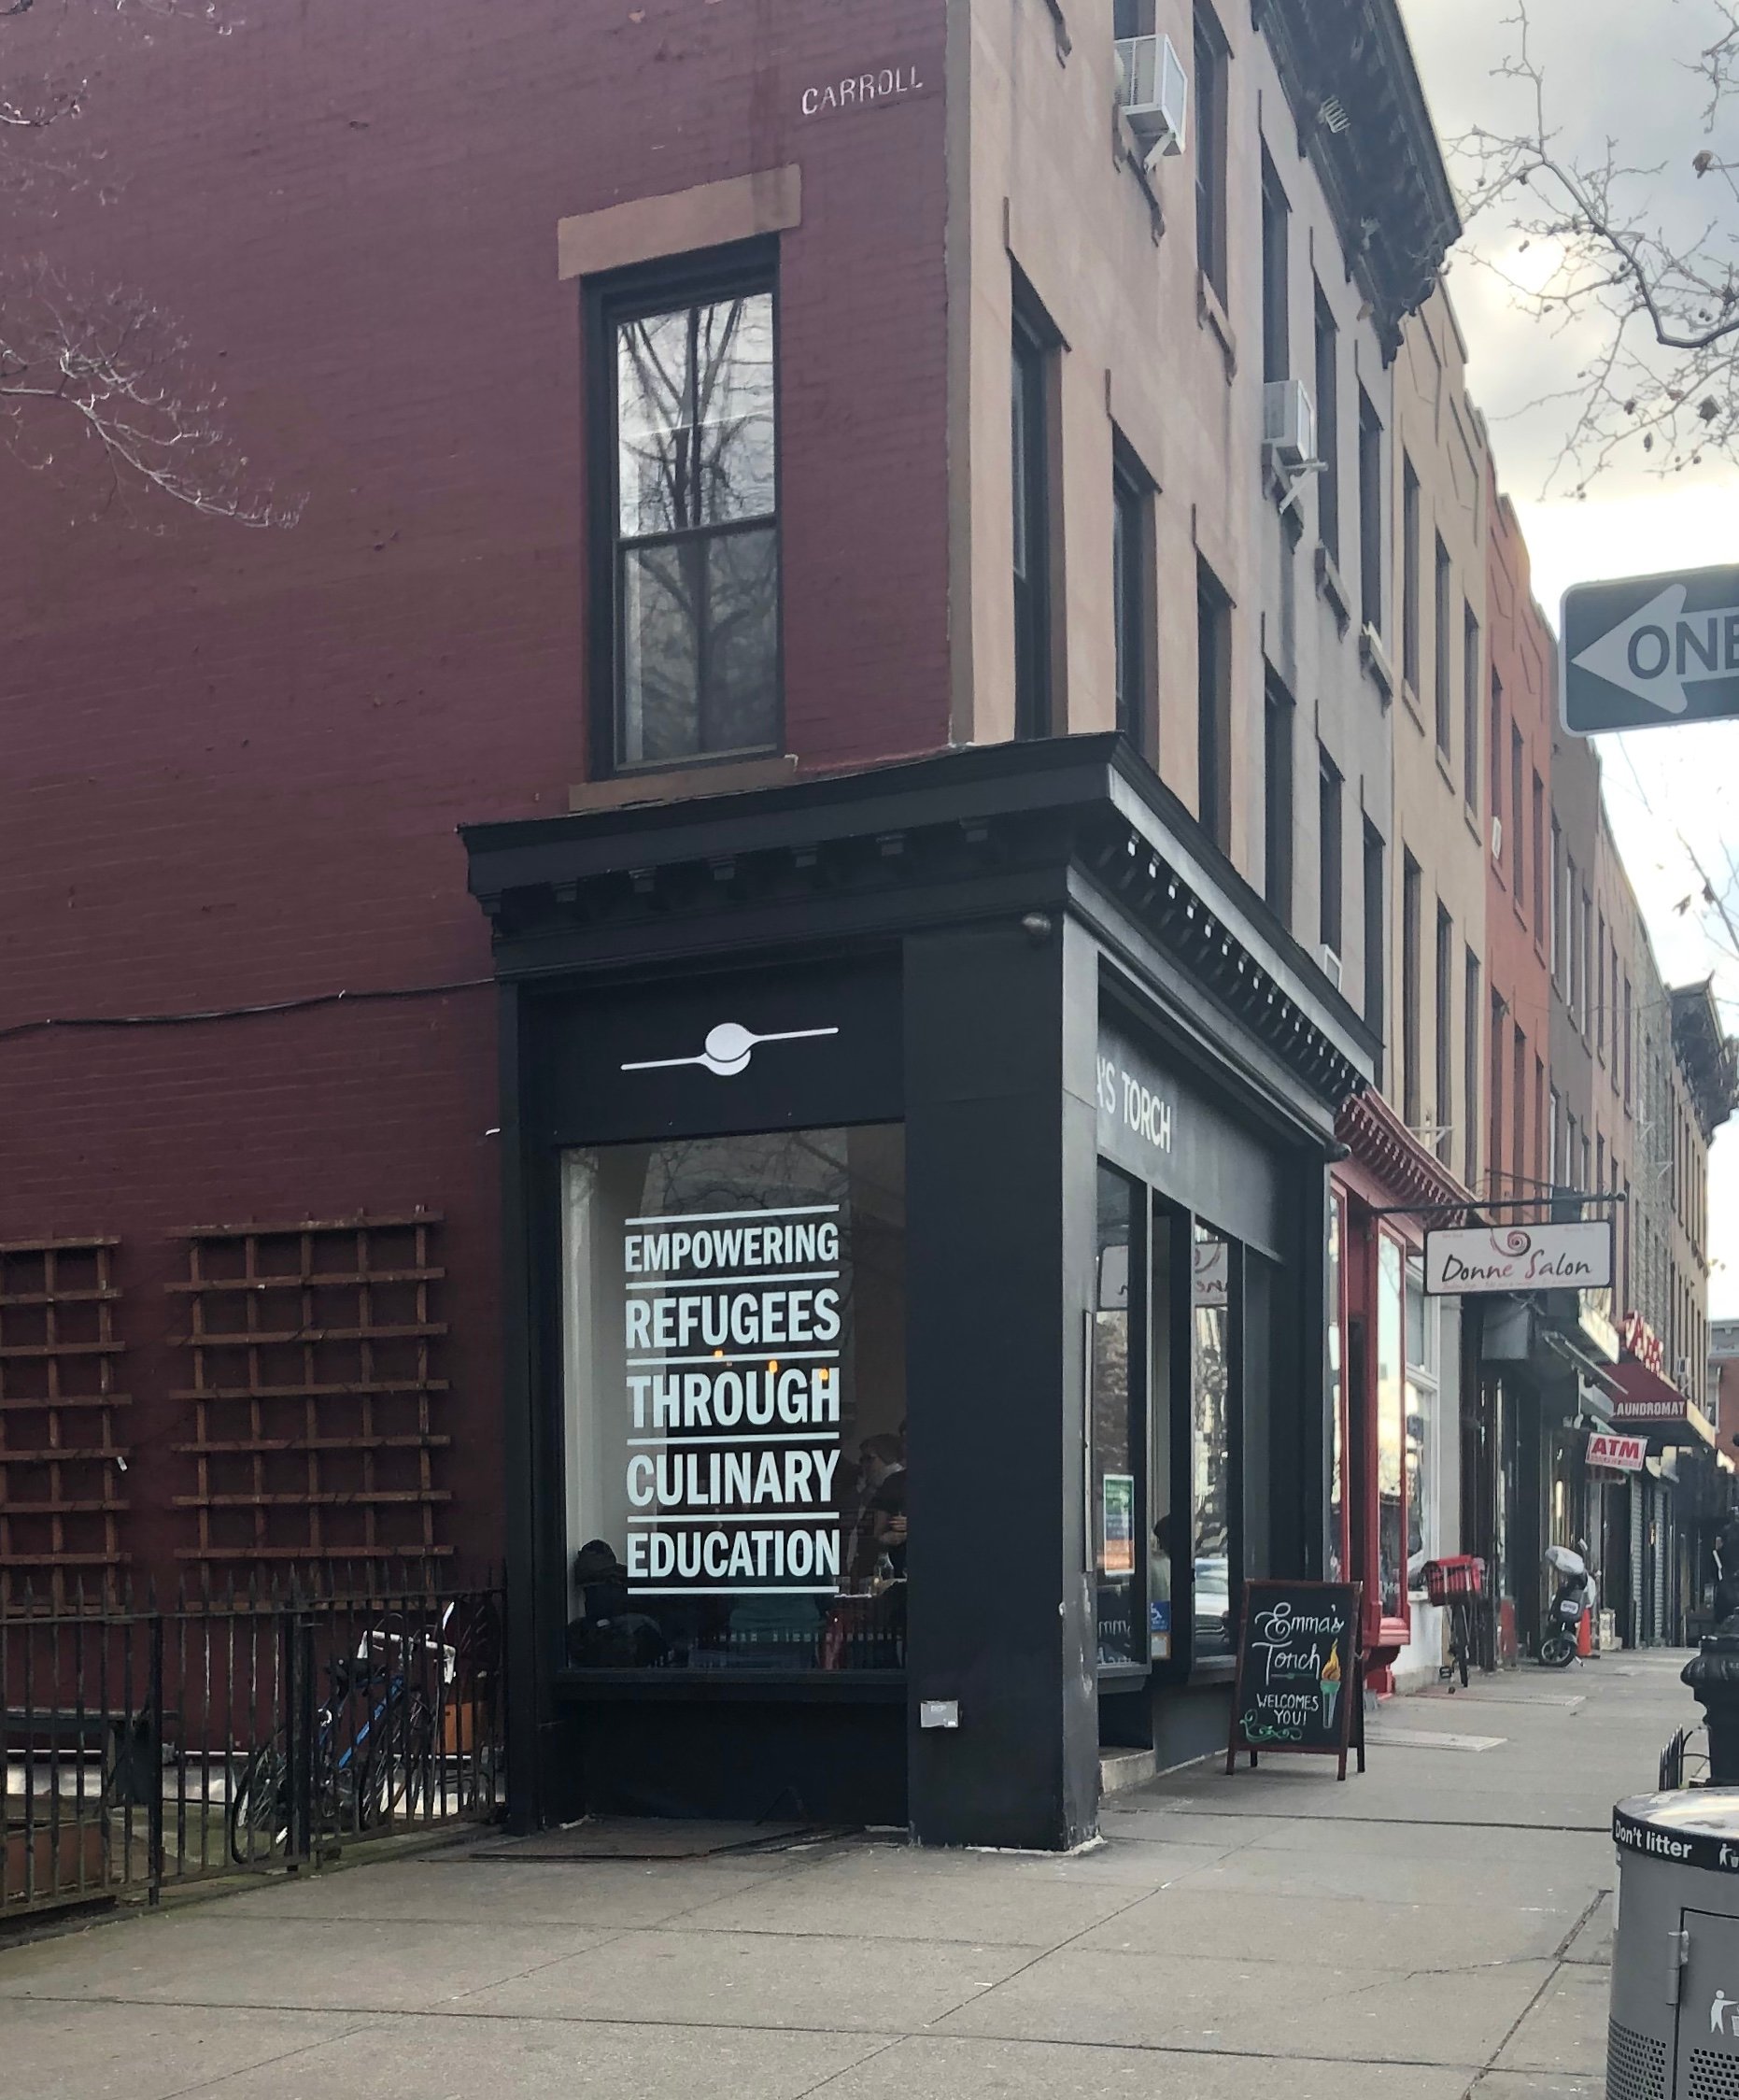 CARROLL
ONE
'S TORCH
EMPOWERING
REFUGEES
THROUGH
CULINARY
EDUCATION
Donne Salon
LAUNDROMAT
ATM
Emma's
Torch
WELCOMES
YOU!
Don't litter